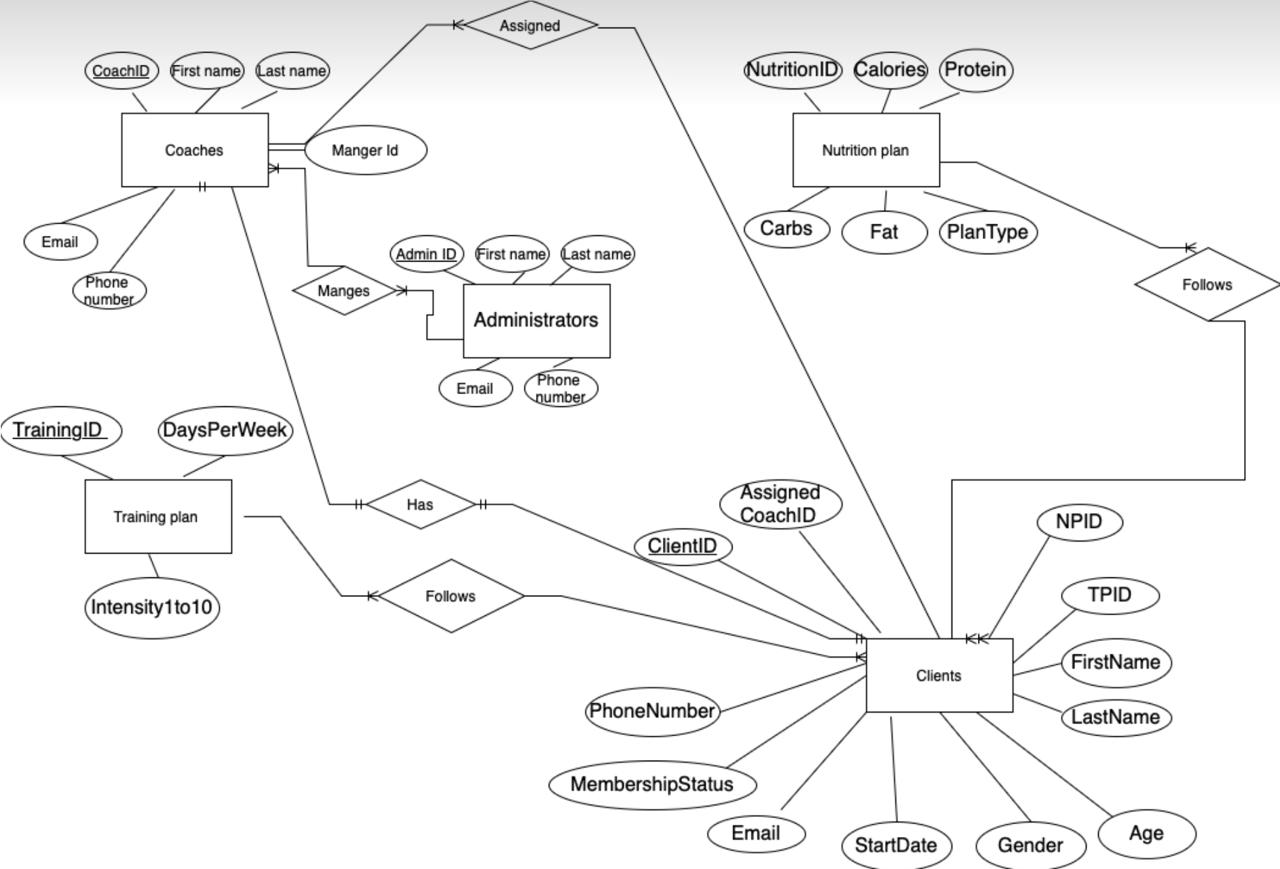 Assigned
CoachID
First name
Last name
NutritionID
Calories
Protein
Coaches
Manger Id
Nutrition plan
Email
Phone
number
Carbs
Fat
PlanType
Admin ID
First name
Last name
Manges
Administrators
Follows
Email
Phone
number
TrainingID
DaysPerWeek
Training plan
Has
Assigned
CoachID
ClientID
NPID
Intensity1to10
Follows
TPID
FirstName
Clients
LastName
PhoneNumber
MembershipStatus
Email
StartDate
Gender
Age